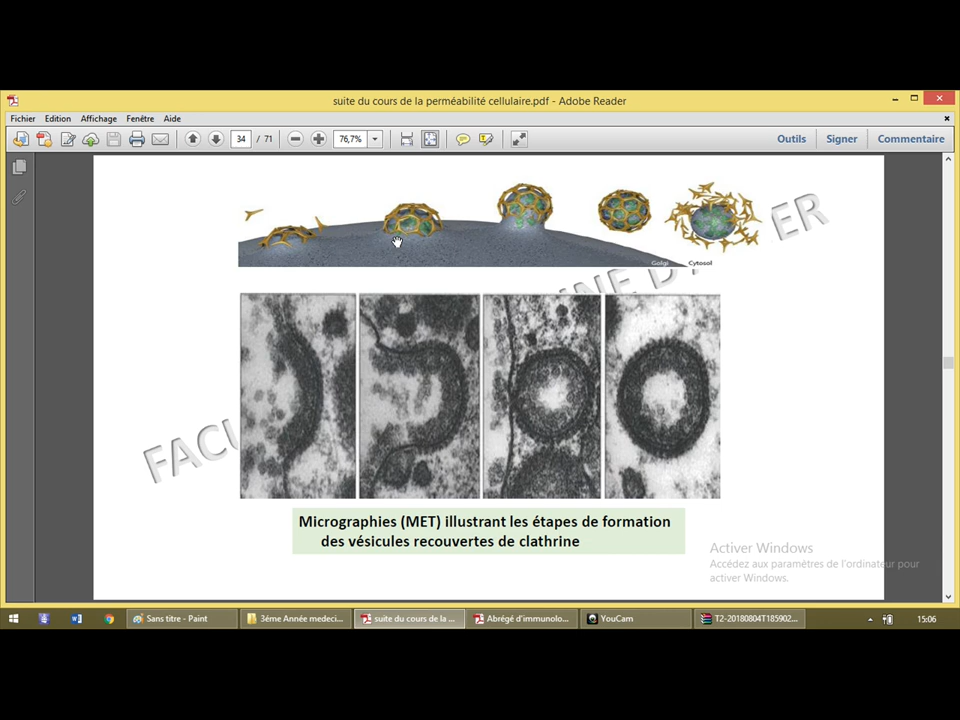 suite du cours de la perméabilité cellulaire.pdf - Adobe Reader
Fichier Edition Affichage Fenêtre Aide
34 / 71 76,7% Outils Signer Commentaire
Golgi Cytosol
Micrographies (MET) illustrant les étapes de formation
des vésicules recouvertes de clathrine
Activer Windows
Accédez aux paramètres de l'ordinateur pour
activer Windows.
Sans titre - Paint 3éme Année medeci... suite du cours de la ... Abrégé d'immunolo... YouCam T2-20180804T185902... 15:06